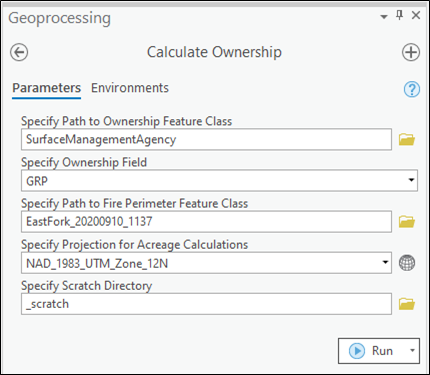 Geoprocessing
Calculate Ownership
Parameters Environments
Specify Path to Ownership Feature Class
SurfaceManagementAgency
Specify Ownership Field
GRP
Specify Path to Fire Perimeter Feature Class
EastFork_20200910_1137
Specify Projection for Acreage Calculations
NAD_1983_UTM_Zone_12N
Specify Scratch Directory
_scratch
Run